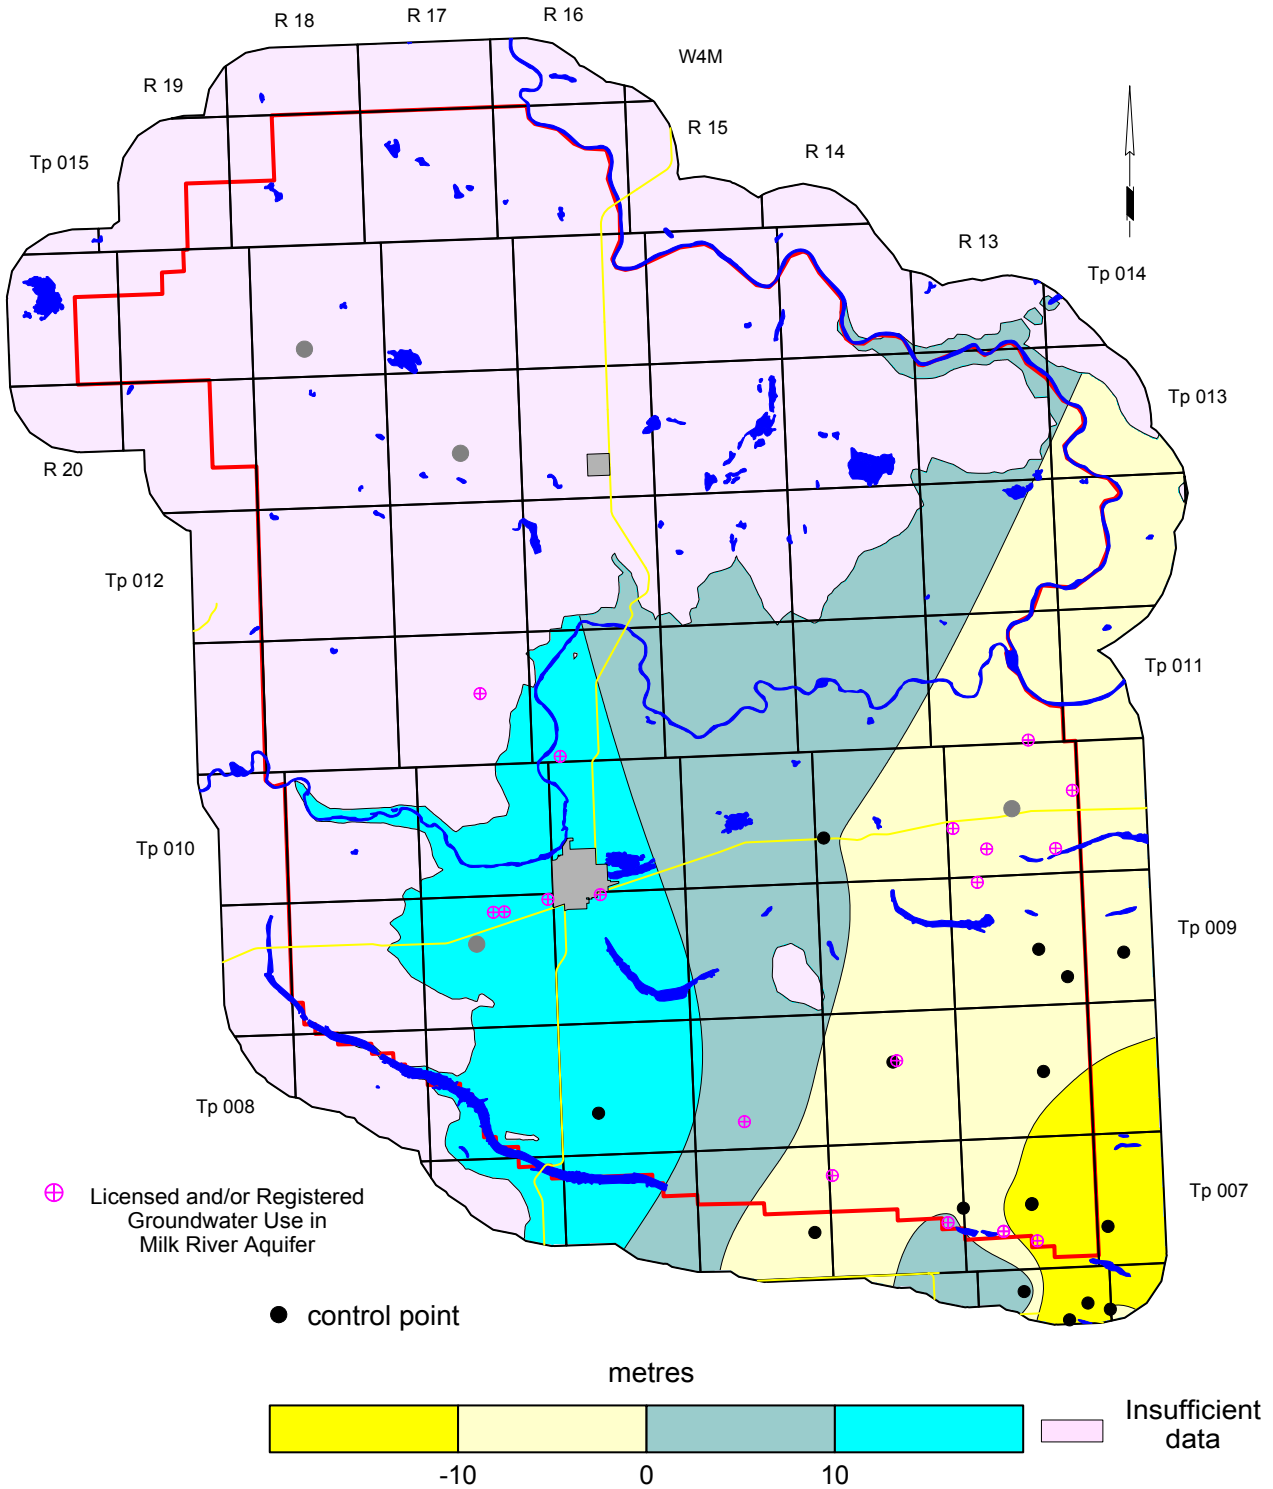 R 16
R 17
R 18
W4M
R 19
R 15
R 14
Tp 015
R 13
Tp 014
Tp 013
R 20
Tp 012
Tp 011
Tp 010
Tp 009
Tp 008
Tp 007
Licensed and/or Registered
Groundwater Use in
Milk River Aquifer
control point
metres
Insufficient
data
-10
0
10